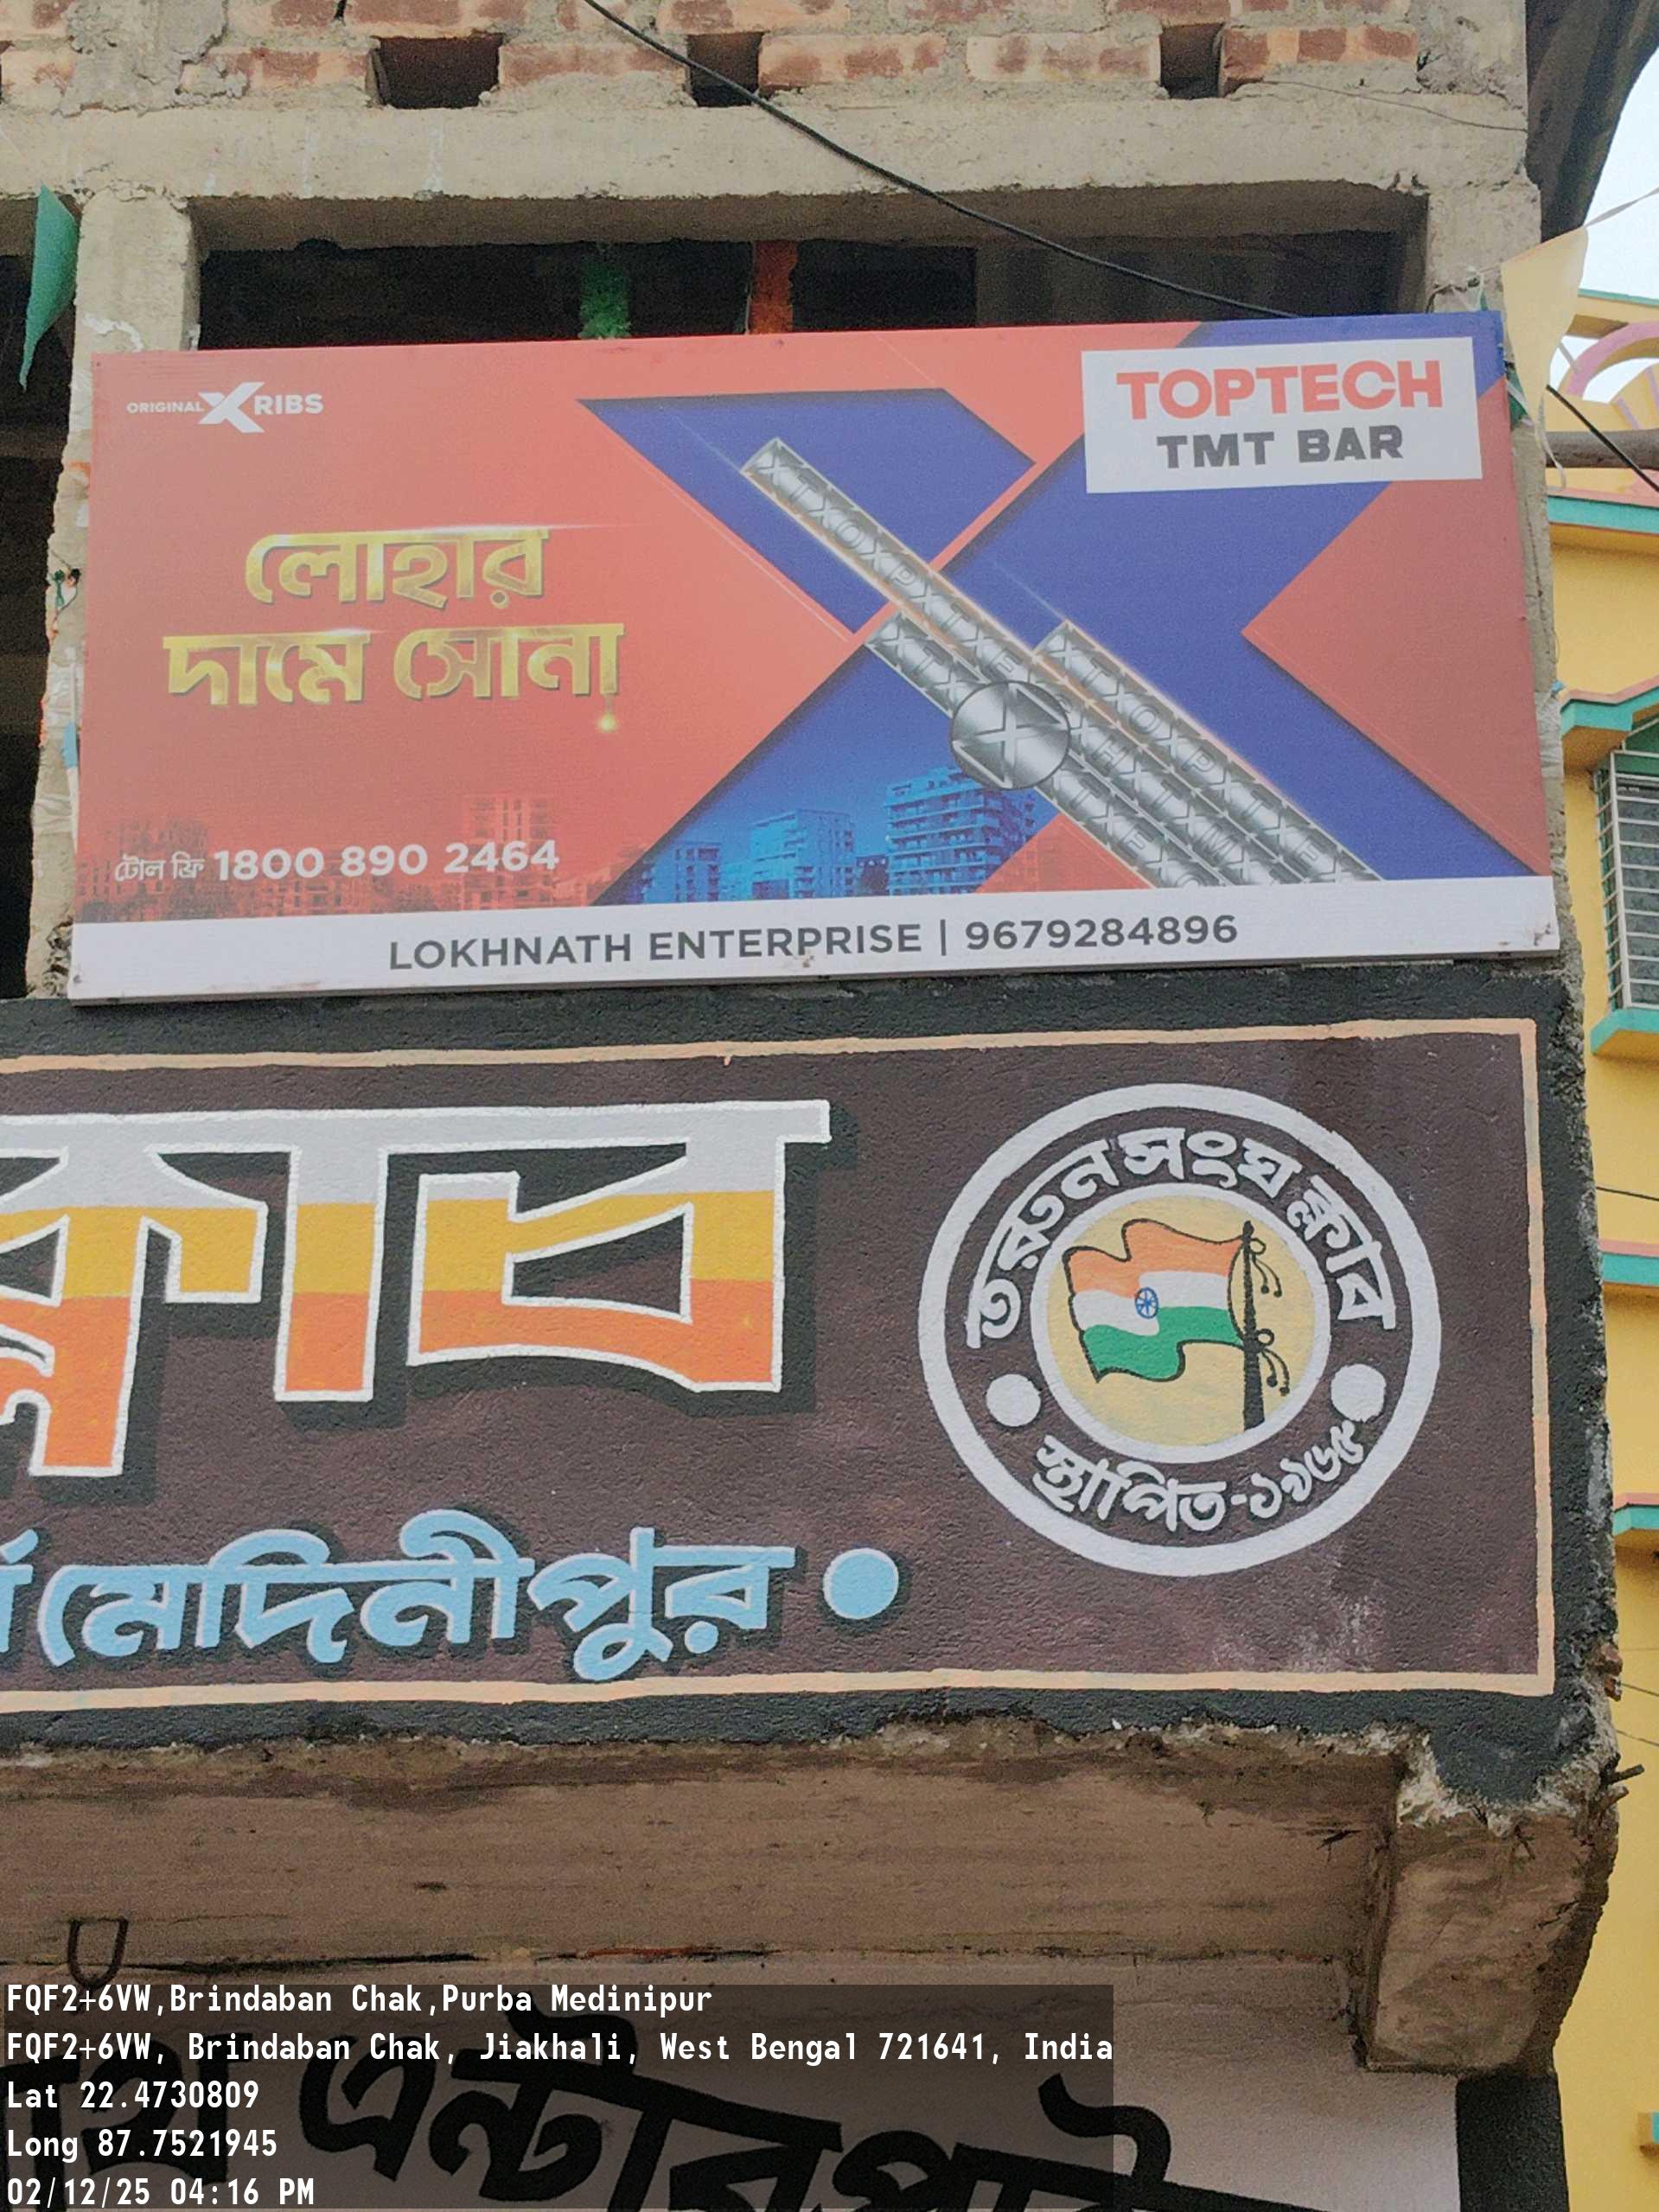 ORIGINAL X RIBS
TOPTECH
TMT BAR
লোহার
দামে সোনা
টোল ফ্রি 1800 890 2464
LOKHNATH ENTERPRISE | 9679284896
ক্লাব
তরুন সংঘ ক্লাব
স্থাপিত-১৯৬৫
মেদিনীপুর
FQF2+6VW,Brindaban Chak,Purba Medinipur
FQF2+6VW, Brindaban Chak, Jiakhali, West Bengal 721641, India
Lat 22.4730809
Long 87.7521945
02/12/25 04:16 PM